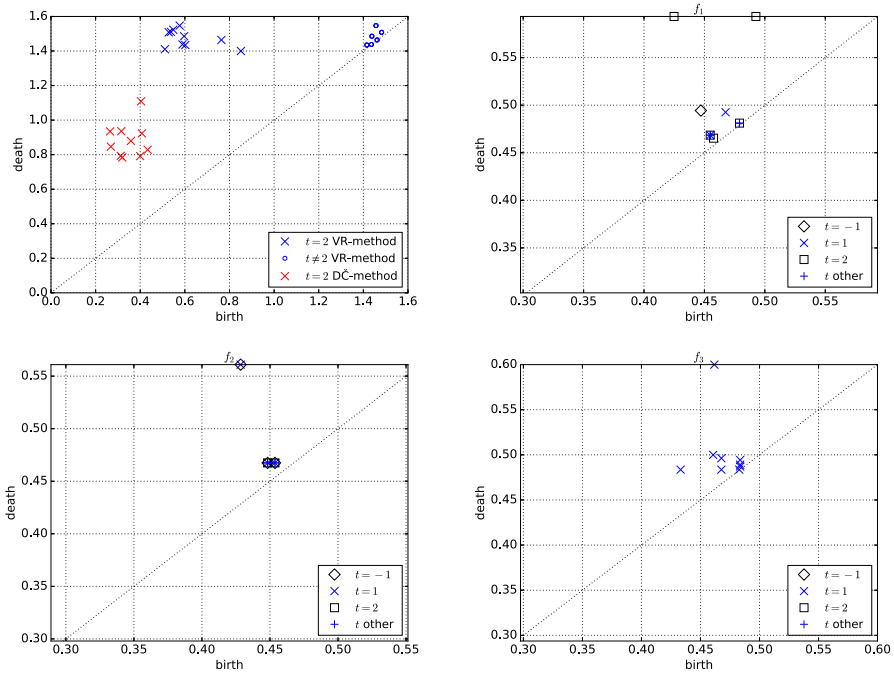 1.6
1.4
1.2
1.0
0.8
0.6
0.4
0.2
0.0
death
0.0 0.2 0.4 0.6 0.8 1.0 1.2 1.4 1.6
birth
t = 2 VR-method
t ≠ 2 VR-method
t = 2 DČ-method
f1
0.55
0.50
0.45
0.40
0.35
death
0.30 0.35 0.40 0.45 0.50 0.55
birth
t = −1
t = 1
t = 2
t other
f2
0.55
0.50
0.45
0.40
0.35
0.30
death
0.30 0.35 0.40 0.45 0.50 0.55
birth
t = −1
t = 1
t = 2
t other
f3
0.60
0.55
0.50
0.45
0.40
0.35
0.30
death
0.30 0.35 0.40 0.45 0.50 0.55 0.60
birth
t = −1
t = 1
t = 2
t other